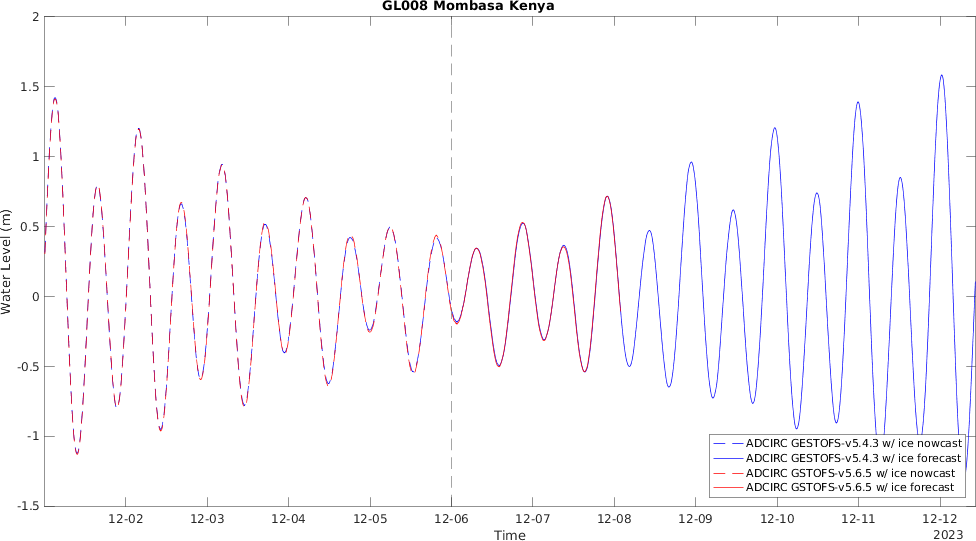 GL008 Mombasa Kenya
2
1.5
1
0.5
0
-0.5
-1
-1.5
Water Level (m)
ADCIRC GESTOFS-v5.4.3 w/ ice nowcast
ADCIRC GESTOFS-v5.4.3 w/ ice forecast
ADCIRC GSTOFS-v5.6.5 w/ ice nowcast
ADCIRC GSTOFS-v5.6.5 w/ ice forecast
12-02 12-03 12-04 12-05 12-06 12-07 12-08 12-09 12-10 12-11 12-12
Time
2023